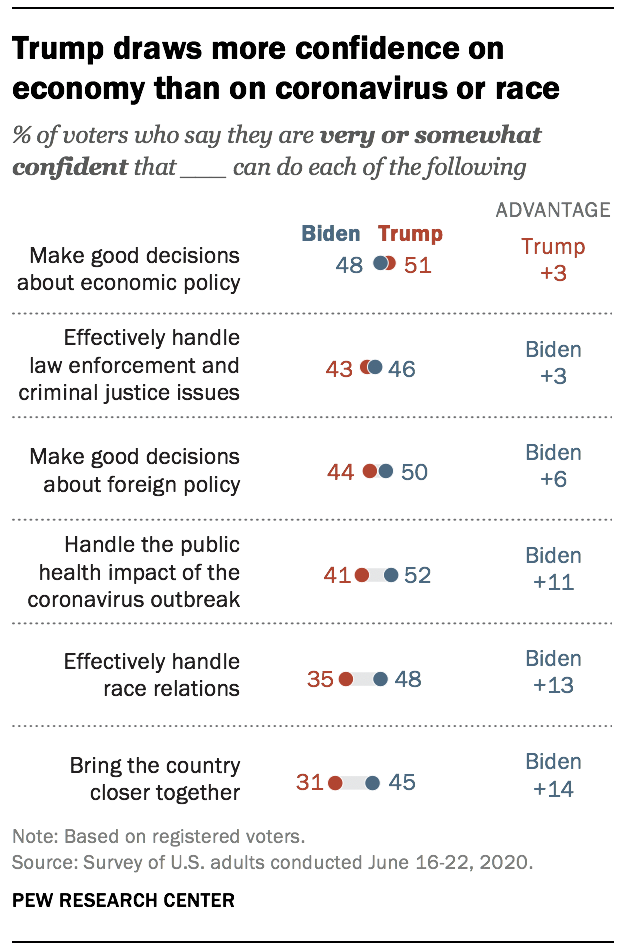 Trump draws more confidence on
economy than on coronavirus or race
% of voters who say they are very or somewhat
confident that ___ can do each of the following
ADVANTAGE
Biden Trump
Make good decisions
about economic policy
48 51
Trump
+3
Effectively handle
law enforcement and
criminal justice issues
43 46
Biden
+3
Make good decisions
about foreign policy
44 50
Biden
+6
Handle the public
health impact of the
coronavirus outbreak
41 52
Biden
+11
Effectively handle
race relations
35 48
Biden
+13
Bring the country
closer together
31 45
Biden
+14
Note: Based on registered voters.
Source: Survey of U.S. adults conducted June 16-22, 2020.
PEW RESEARCH CENTER